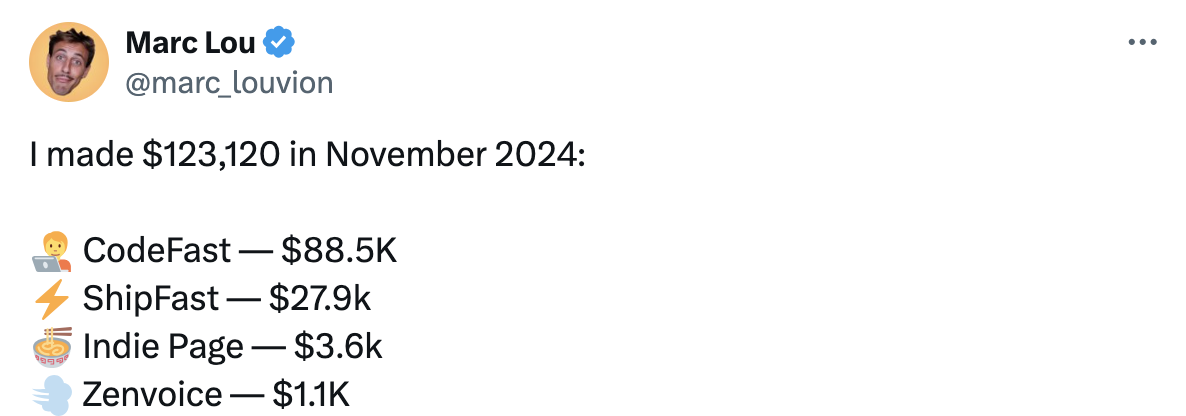 Marc Lou
@marc_louvion
I made $123,120 in November 2024:
🧑‍💻 CodeFast — $88.5K
⚡ ShipFast — $27.9k
🍜 Indie Page — $3.6k
💨 Zenvoice — $1.1K